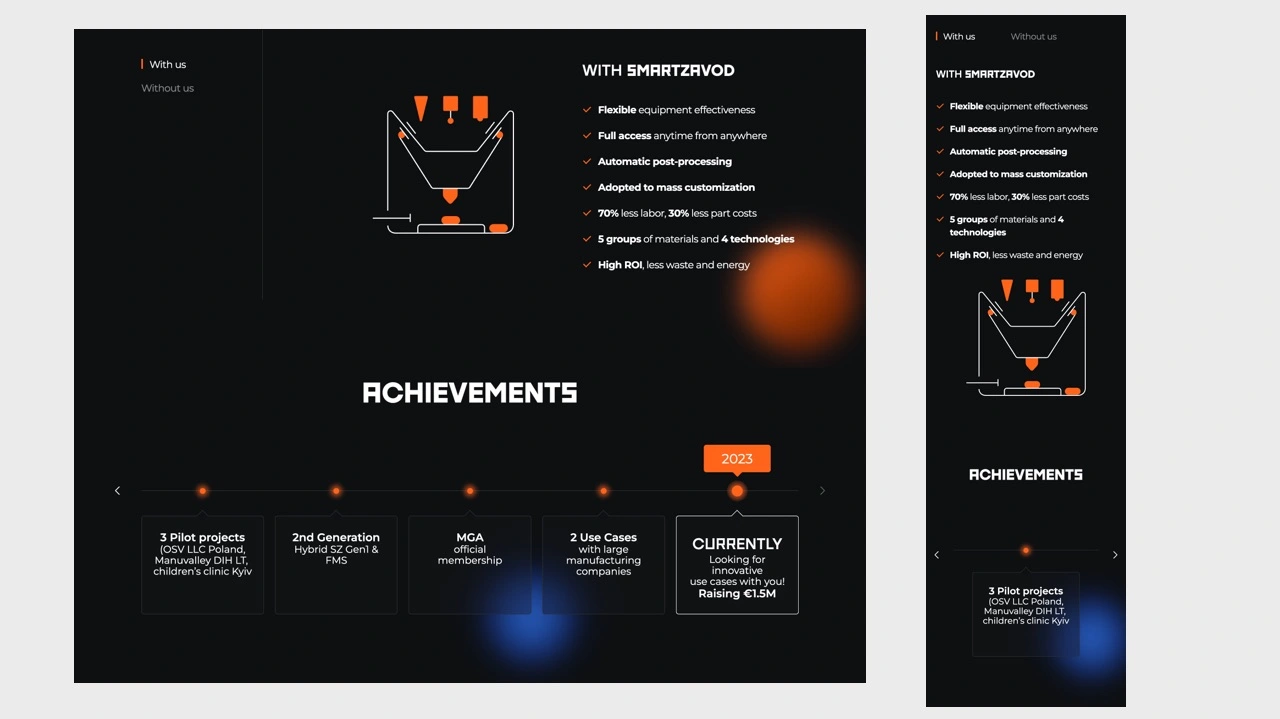 With us
Without us
WITH SMARTZAVOD
Flexible equipment effectiveness
Full access anytime from anywhere
Automatic post-processing
Adopted to mass customization
70% less labor, 30% less part costs
5 groups of materials and 4 technologies
High ROI, less waste and energy
ACHIEVEMENTS
2023
3 Pilot projects
(OSV LLC Poland,
Manuvalley DIH LT,
children's clinic Kyiv
2nd Generation
Hybrid SZ Gen1 &
FMS
MGA
official
membership
2 Use Cases
with large
manufacturing
companies
CURRENTLY
Looking for
innovative
use cases with you!
Raising €1.5M
With us
Without us
WITH SMARTZAVOD
Flexible equipment effectiveness
Full access anytime from anywhere
Automatic post-processing
Adopted to mass customization
70% less labor, 30% less part costs
5 groups of materials and 4
technologies
High ROI, less waste and energy
ACHIEVEMENTS
3 Pilot projects
(OSV LLC Poland,
Manuvalley DIH LT,
children's clinic Kyiv